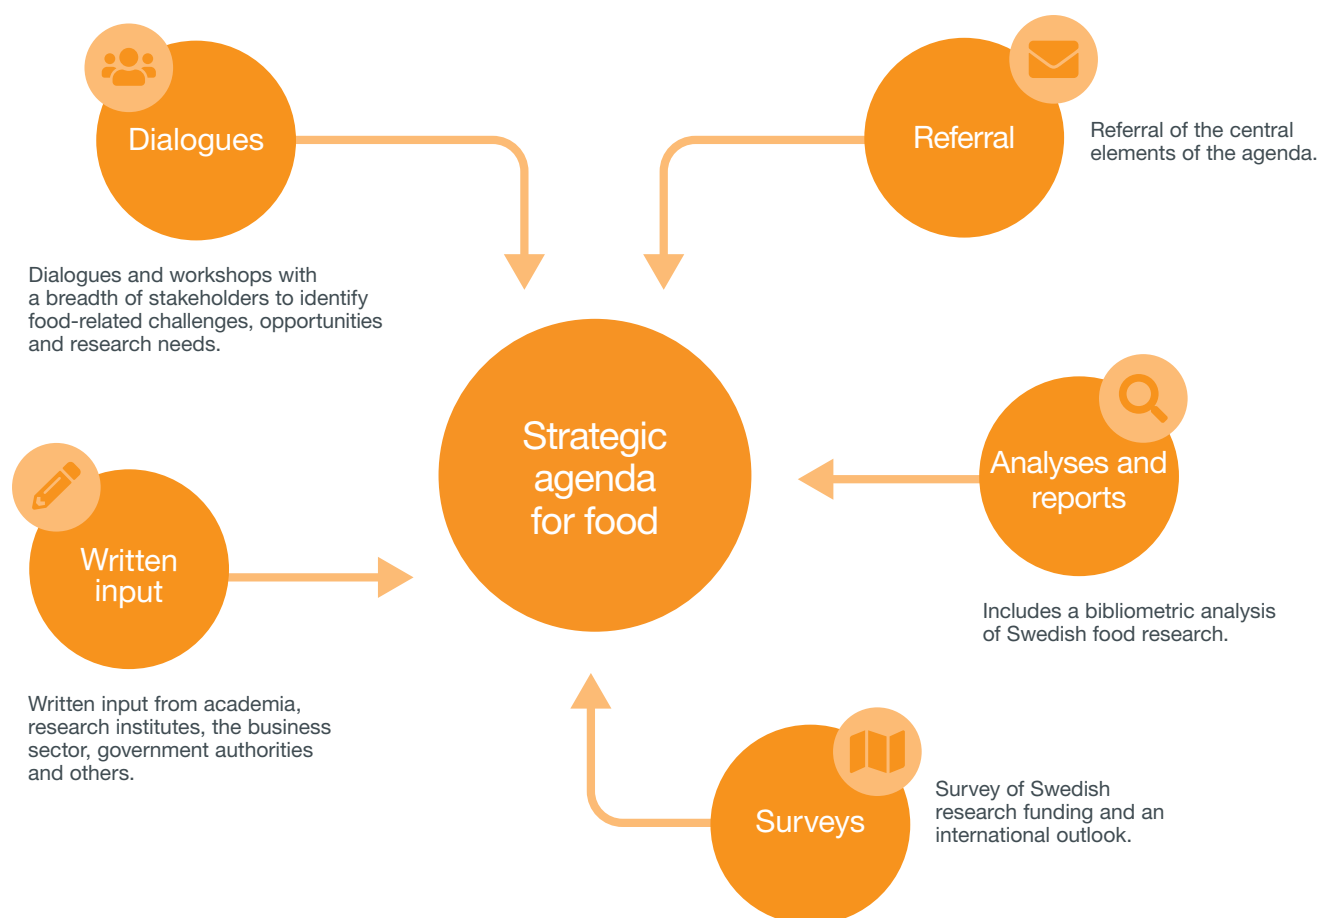 Dialogues
Dialogues and workshops with
a breadth of stakeholders to identify
food-related challenges, opportunities
and research needs.
Referral
Referral of the central
elements of the agenda.
Strategic
agenda
for food
Analyses and
reports
Includes a bibliometric analysis
of Swedish food research.
Written
input
Written input from academia,
research institutes, the business
sector, government authorities
and others.
Surveys
Survey of Swedish
research funding and an
international outlook.